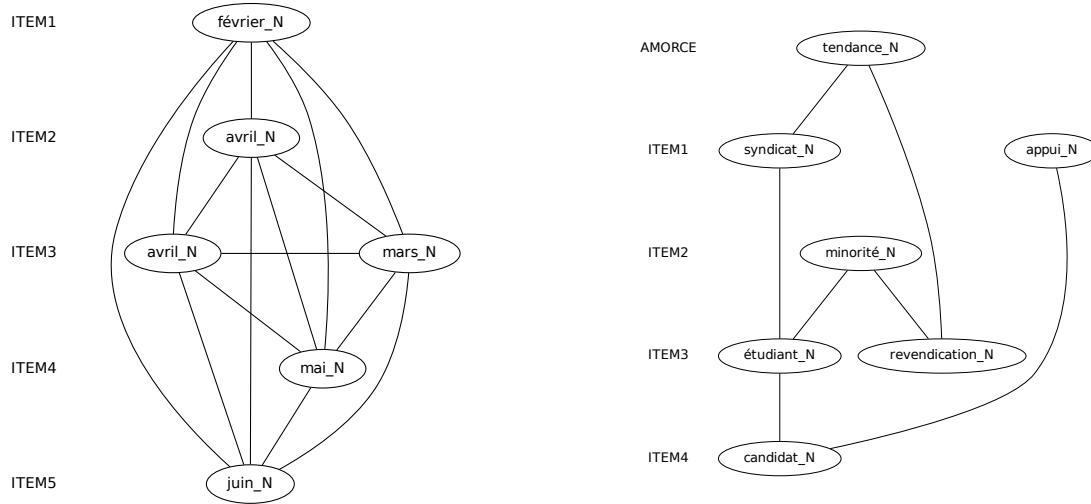 ITEM1 février_N
ITEM2 avril_N
ITEM3 avril_N mars_N
ITEM4 mai_N
ITEM5 juin_N
AMORCE tendance_N
ITEM1 syndicat_N appui_N
ITEM2 minorité_N
ITEM3 étudiant_N revendication_N
ITEM4 candidat_N